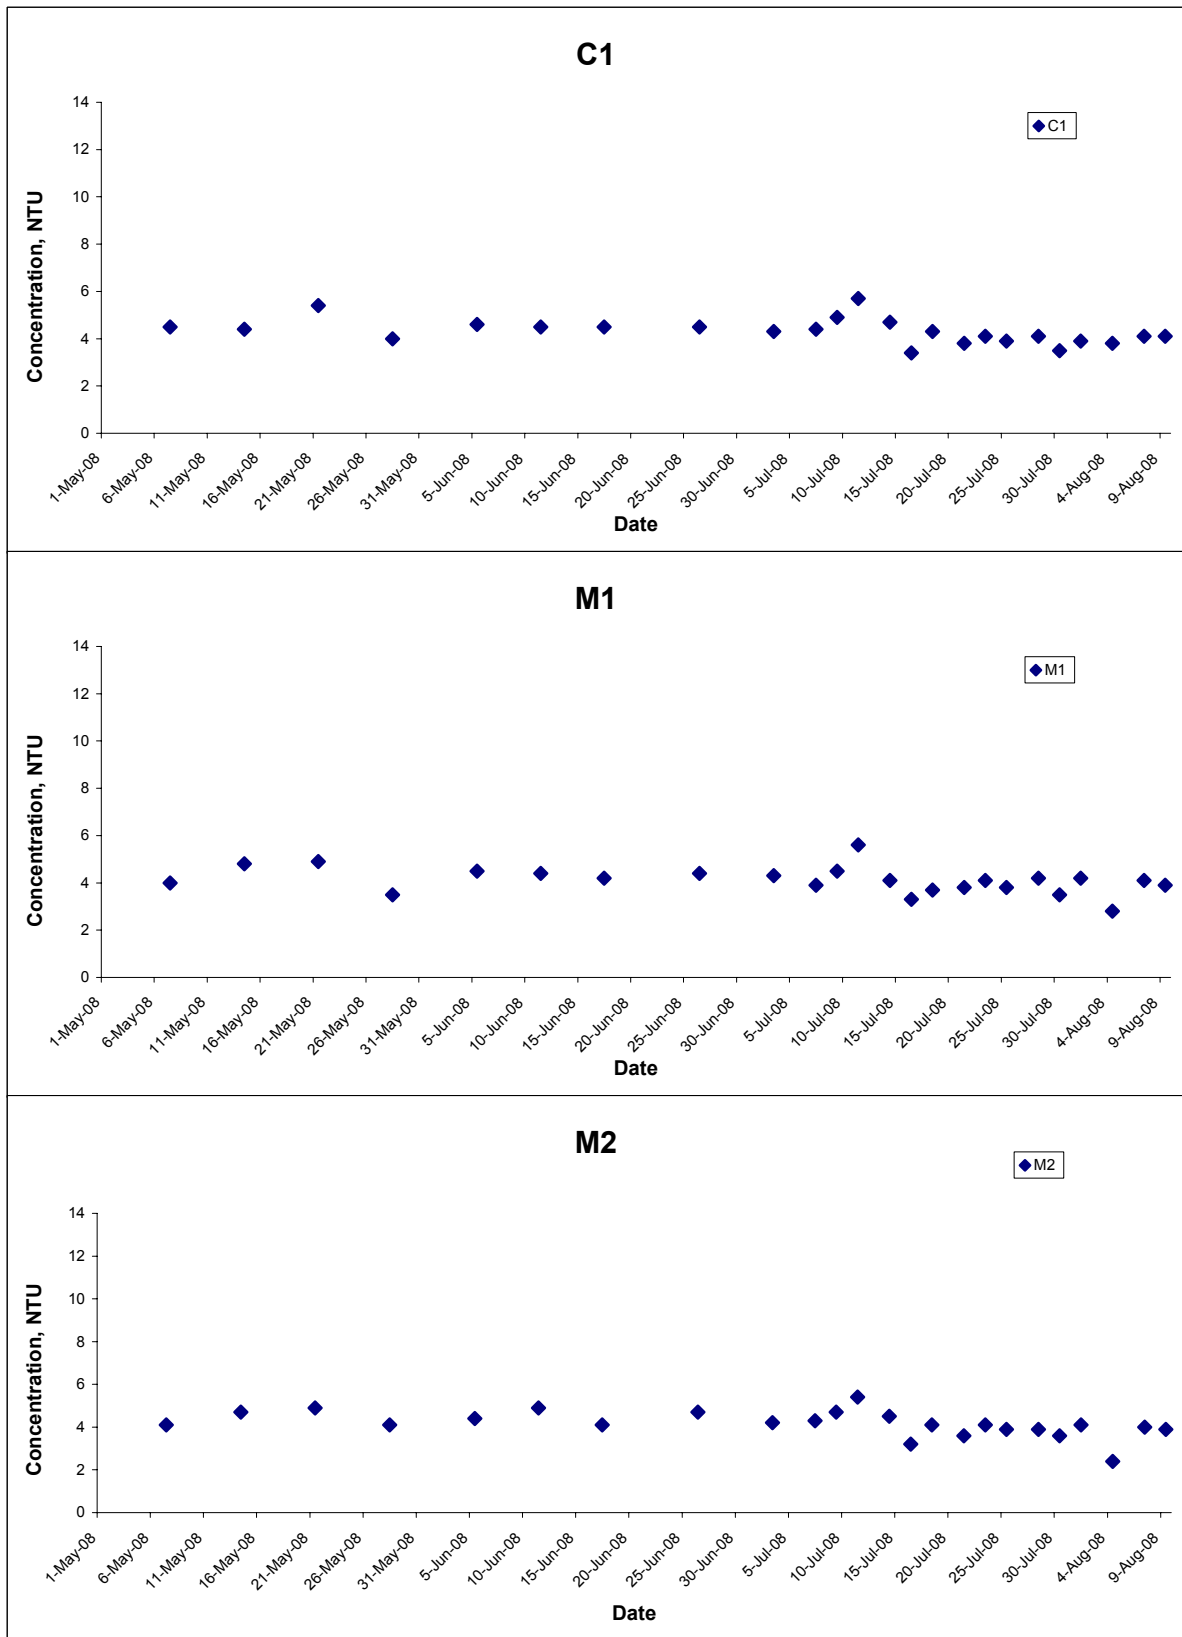 C1
C1
14
12
10
8
6
4
2
0
Concentration, NTU
1-May-08
6-May-08
11-May-08
16-May-08
21-May-08
26-May-08
31-May-08
5-Jun-08
10-Jun-08
15-Jun-08
20-Jun-08
25-Jun-08
30-Jun-08
5-Jul-08
10-Jul-08
15-Jul-08
20-Jul-08
25-Jul-08
30-Jul-08
4-Aug-08
9-Aug-08
Date
M1
M1
14
12
10
8
6
4
2
0
Concentration, NTU
1-May-08
6-May-08
11-May-08
16-May-08
21-May-08
26-May-08
31-May-08
5-Jun-08
10-Jun-08
15-Jun-08
20-Jun-08
25-Jun-08
30-Jun-08
5-Jul-08
10-Jul-08
15-Jul-08
20-Jul-08
25-Jul-08
30-Jul-08
4-Aug-08
9-Aug-08
Date
M2
M2
14
12
10
8
6
4
2
0
Concentration, NTU
1-May-08
6-May-08
11-May-08
16-May-08
21-May-08
26-May-08
31-May-08
5-Jun-08
10-Jun-08
15-Jun-08
20-Jun-08
25-Jun-08
30-Jun-08
5-Jul-08
10-Jul-08
15-Jul-08
20-Jul-08
25-Jul-08
30-Jul-08
4-Aug-08
9-Aug-08
Date